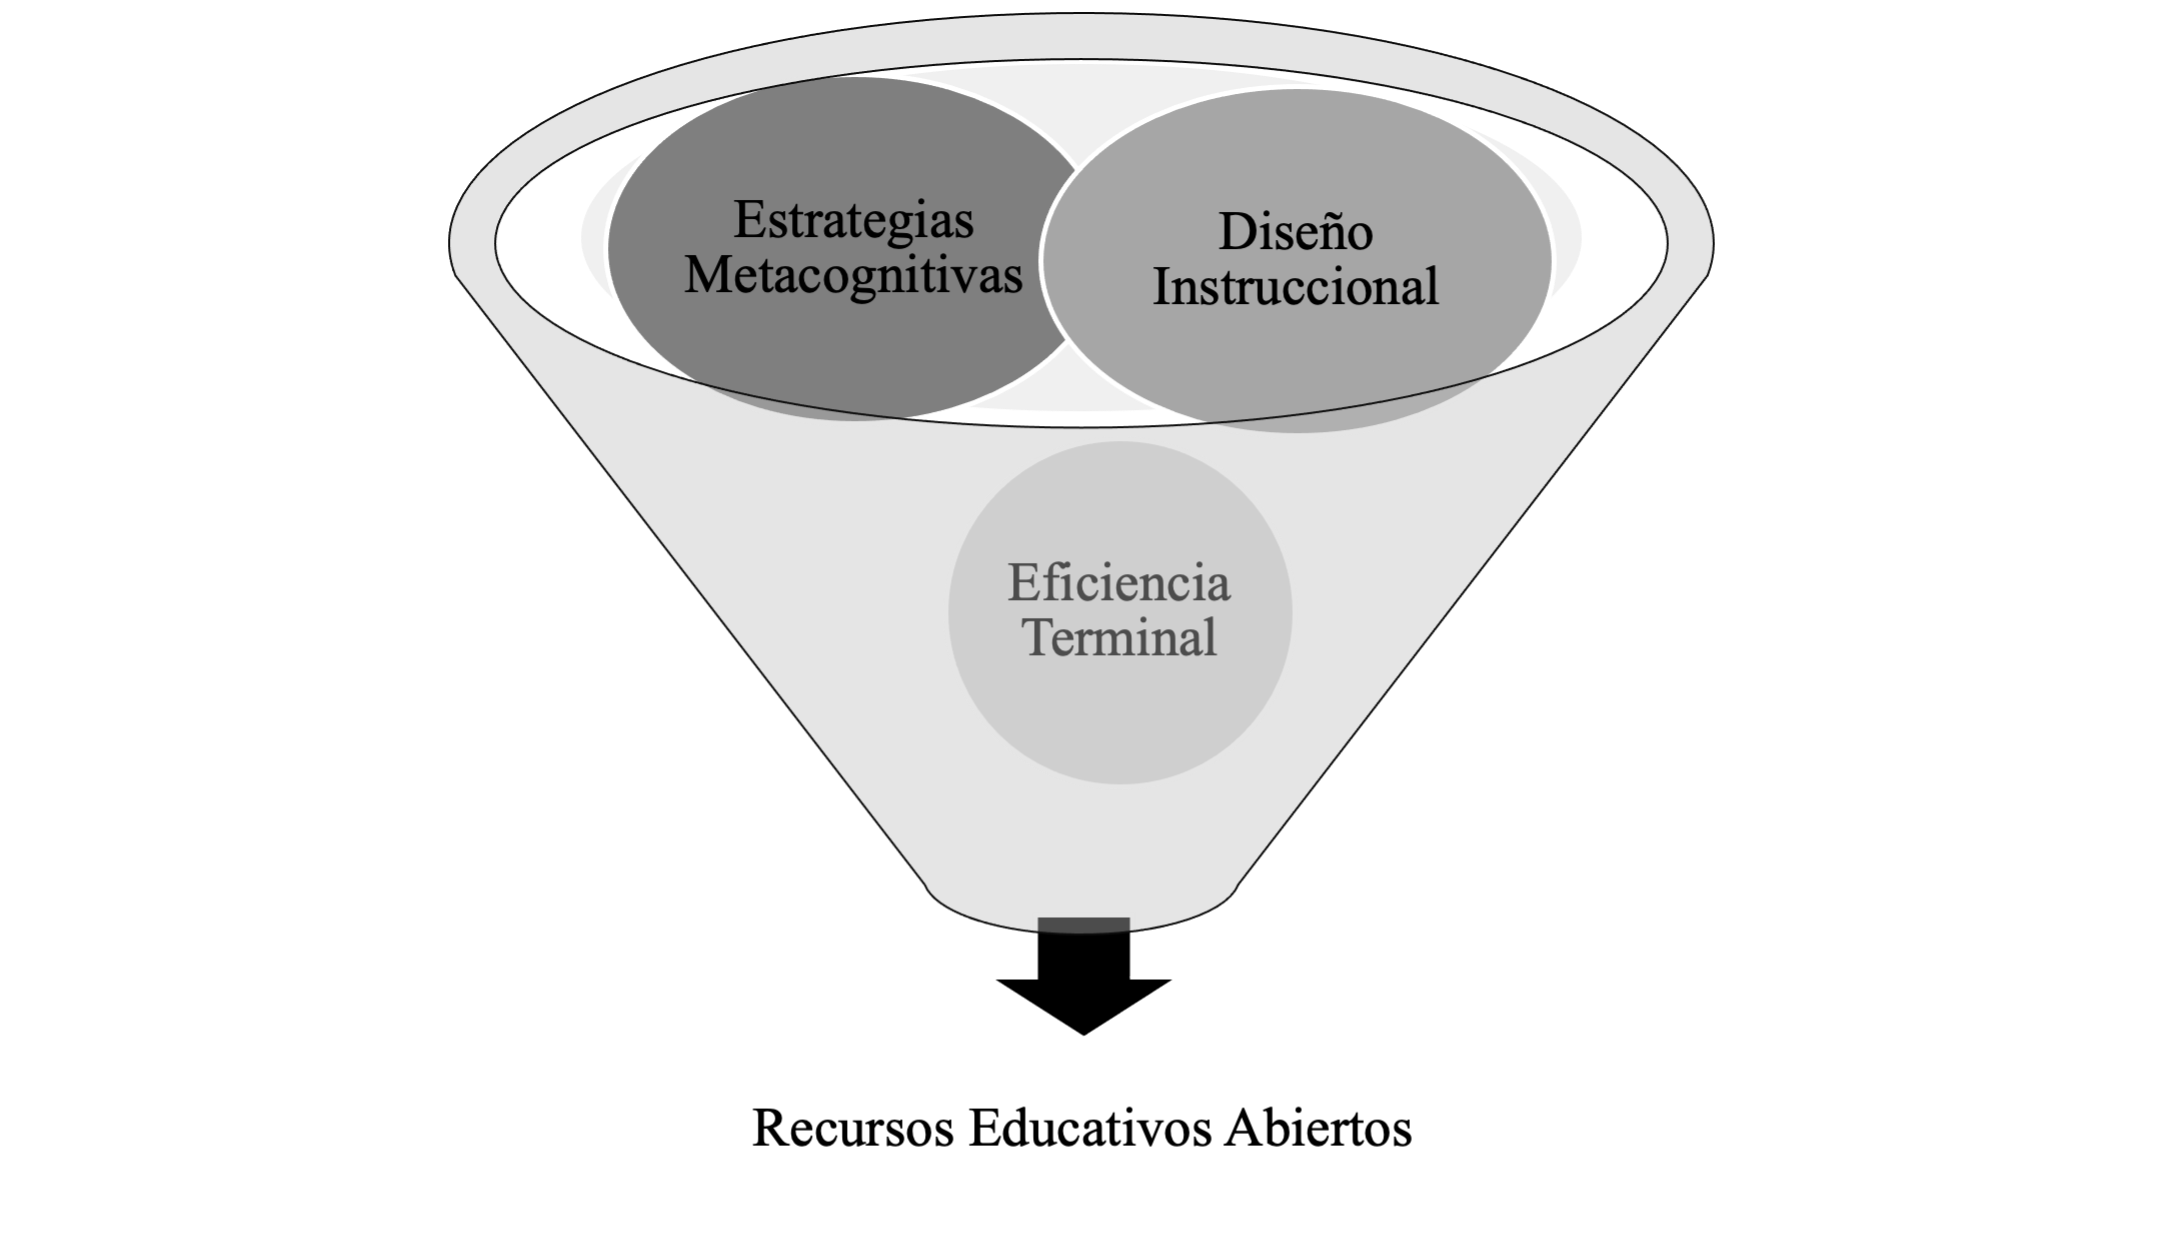 Estrategias
Metacognitivas
Diseño
Instruccional
Eficiencia
Terminal
Recursos Educativos Abiertos